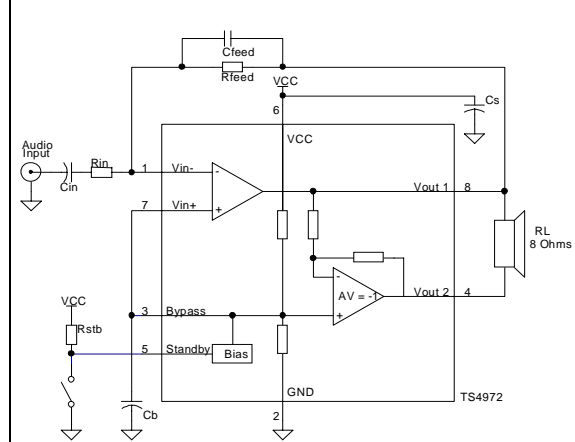 Cfeed
Rfeed
VCC
6
Cs
VCC
Audio
Input
Rin
Cin
1
Vin-
-
Vout 1
8
7
Vin+
+
RL
8 Ohms
-
AV = -1
Vout 2
4
+
VCC
Rstb
3
Bypass
5
Standby
Bias
GND
TS4972
Cb
2